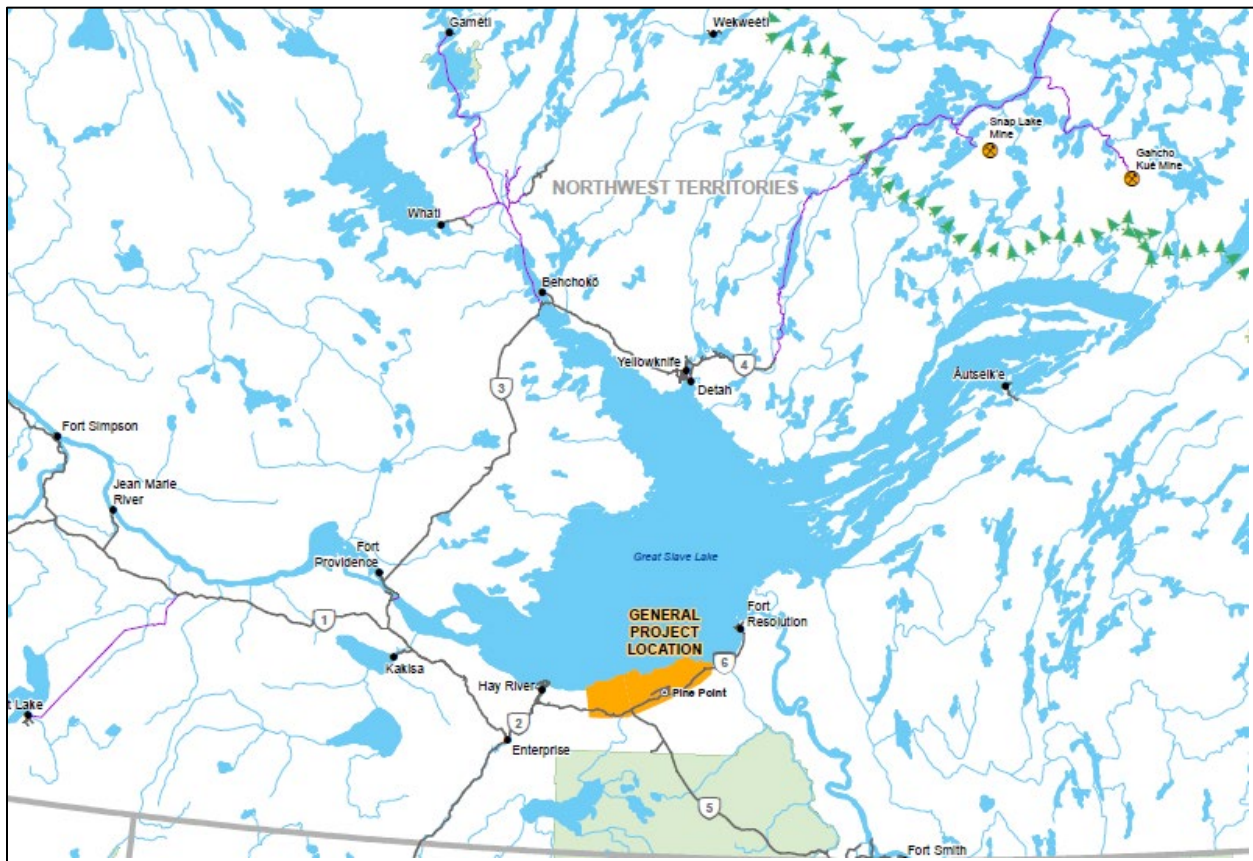 Gamètì
Wekweètì
Snap Lake
Mine
Gahcho
Kué Mine
NORTHWEST TERRITORIES
Whatì
Behchokǫ̀
Yellowknife
4
Detah
Åutselk'e
3
Fort Simpson
Jean Marie
River
Fort
Providence
Great Slave Lake
Fort
Resolution
GENERAL
PROJECT
LOCATION
1
Kakisa
6
Hay River
Pine Point
t Lake
2
Enterprise
5
Fort Smith